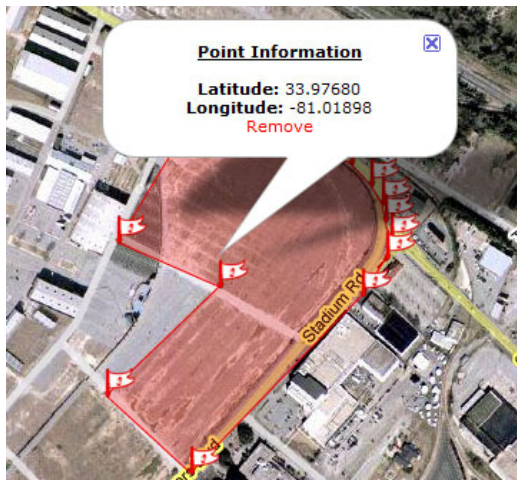 Point Information
Latitude: 33.97680
Longitude: -81.01898
Remove
Stadium Rd